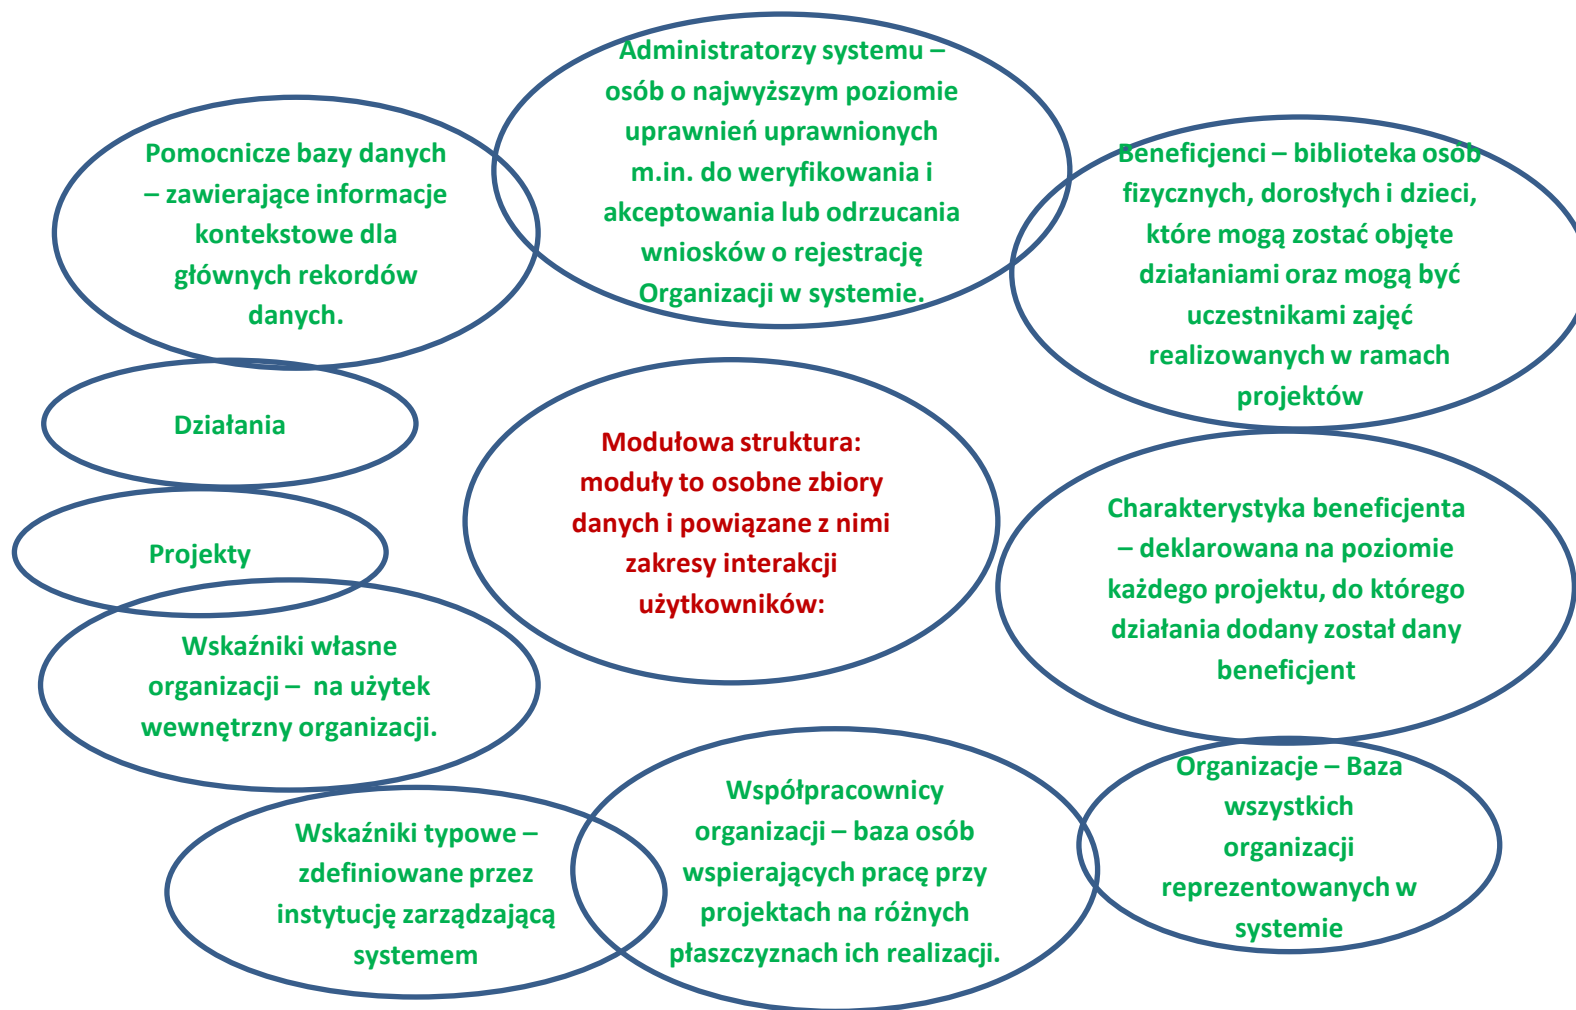 Administratorzy systemu –
osób o najwyższym poziomie
uprawnień uprawnionych
m.in. do weryfikowania i
akceptowania lub odrzucania
wniosków o rejestrację
Organizacji w systemie.
Pomocnicze bazy danych
– zawierające informacje
kontekstowe dla
głównych rekordów
danych.
Beneficjenci – biblioteka osób
fizycznych, dorosłych i dzieci,
które mogą zostać objęte
działaniami oraz mogą być
uczestnikami zajęć
realizowanych w ramach
projektów
Działania
Modułowa struktura:
moduły to osobne zbiory
danych i powiązane z nimi
zakresy interakcji
użytkowników:
Projekty
Charakterystyka beneficjenta
– deklarowana na poziomie
każdego projektu, do którego
działania dodany został dany
beneficjent
Wskaźniki własne
organizacji –  na użytek
wewnętrzny organizacji.
Wskaźniki typowe –
zdefiniowane przez
instytucję zarządzającą
systemem
Współpracownicy
organizacji – baza osób
wspierających pracę przy
projektach na różnych
płaszczyznach ich realizacji.
Organizacje – Baza
wszystkich
organizacji
reprezentowanych w
systemie